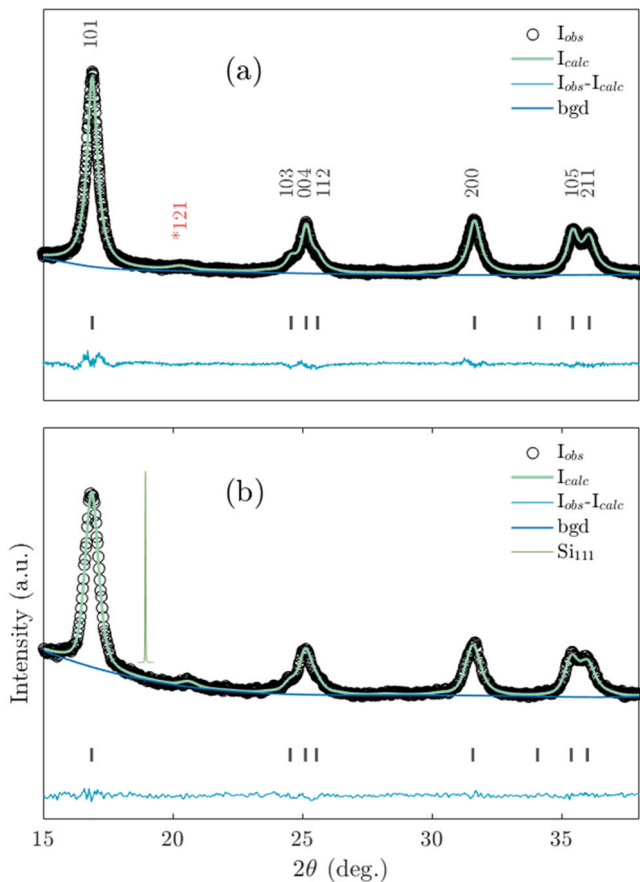 101
(a)
I_obs
I_calc
I_obs-I_calc
bgd
*121
103
004
112
200
105
211
(b)
I_obs
I_calc
I_obs-I_calc
bgd
Si_111
Intensity (a.u.)
15 20 25 30 35
2θ (deg.)